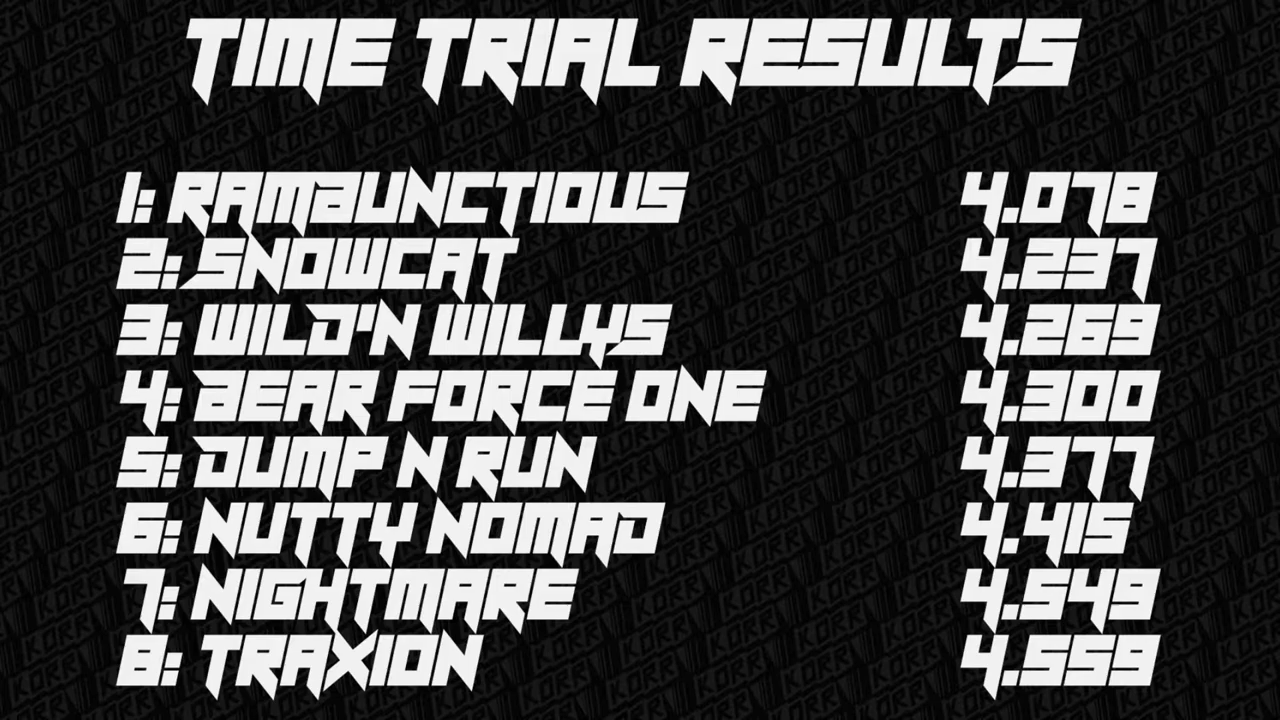 TIME TRIAL RESULTS
1: RAMBUNCTIOUS 4.078
2: SNOWCAT 4.237
3: WILD'N WILLYS 4.269
4: BEAR FORCE ONE 4.300
5: DUMP N RUN 4.377
6: NUTTY NOMAD 4.415
7: NIGHTMARE 4.549
8: TRAXION 4.559